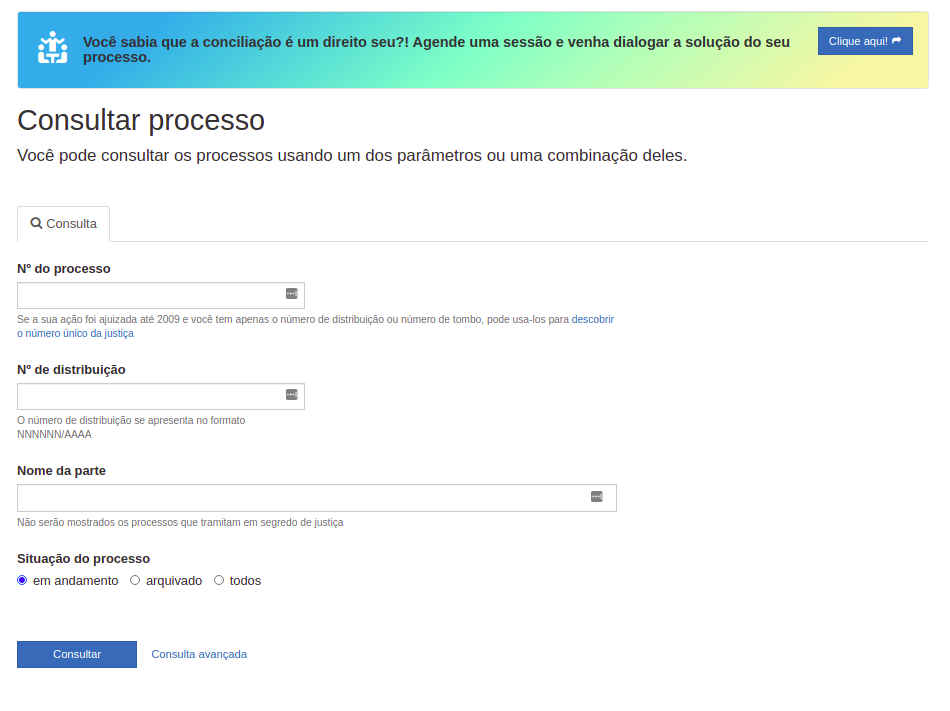 Você sabia que a conciliação é um direito seu?! Agende uma sessão e venha dialogar a solução do seu
processo.
Clique aqui!
Consultar processo
Você pode consultar os processos usando um dos parâmetros ou uma combinação deles.
Consulta
Nº do processo
Se a sua ação foi ajuizada até 2009 e você tem apenas o número de distribuição ou número de tombo, pode usa-los para descobrir
o número único da justiça
Nº de distribuição
O número de distribuição se apresenta no formato
NNNNNN/AAAA
Nome da parte
Não serão mostrados os processos que tramitam em segredo de justiça
Situação do processo
em andamento arquivado todos
Consultar Consulta avançada